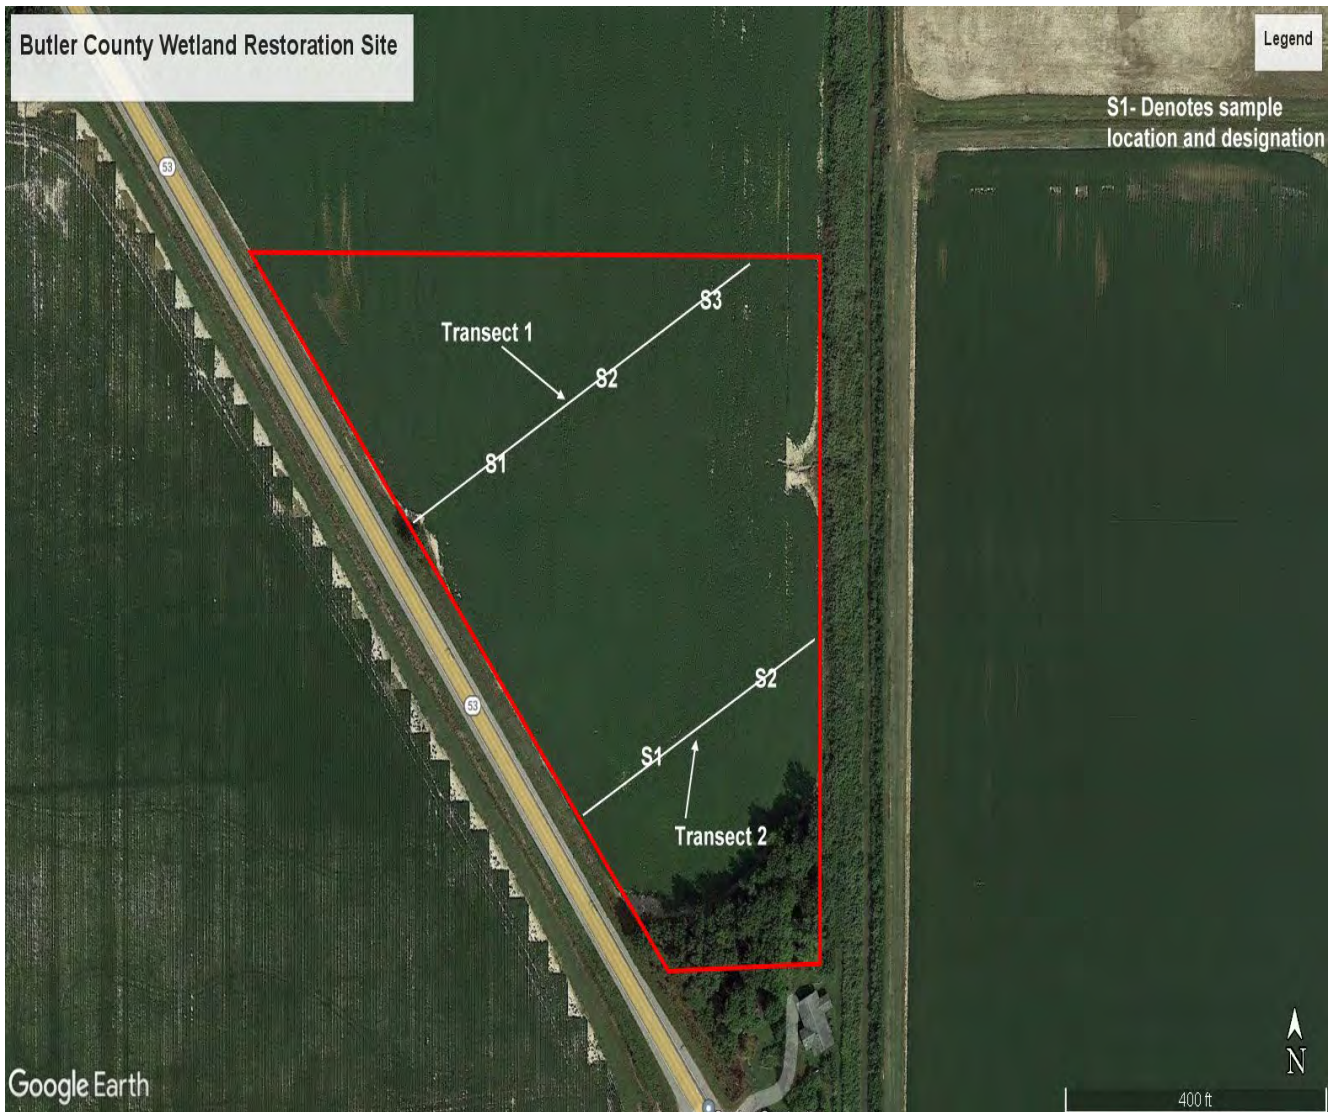 Butler County Wetland Restoration Site
Legend
S1- Denotes sample
location and designation
53
S3
Transect 1
S2
S1
S2
53
S1
Transect 2
N
Google Earth
400 ft